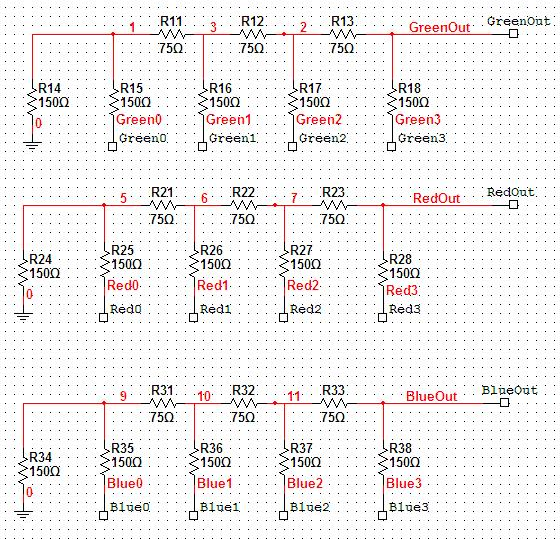 1 R11 3 R12 2 R13 GreenOut GreenOut
75Ω 75Ω 75Ω
R14 R15 R16 R17 R18
150Ω 150Ω 150Ω 150Ω 150Ω
0 Green0 Green1 Green2 Green3
Green0 Green1 Green2 Green3
5 R21 6 R22 7 R23 RedOut RedOut
75Ω 75Ω 75Ω
R24 R25 R26 R27 R28
150Ω 150Ω 150Ω 150Ω 150Ω
0 Red0 Red1 Red2 Red3
Red0 Red1 Red2 Red3
9 R31 10 R32 11 R33 BlueOut BlueOut
75Ω 75Ω 75Ω
R34 R35 R36 R37 R38
150Ω 150Ω 150Ω 150Ω 150Ω
0 Blue0 Blue1 Blue2 Blue3
Blue0 Blue1 Blue2 Blue3